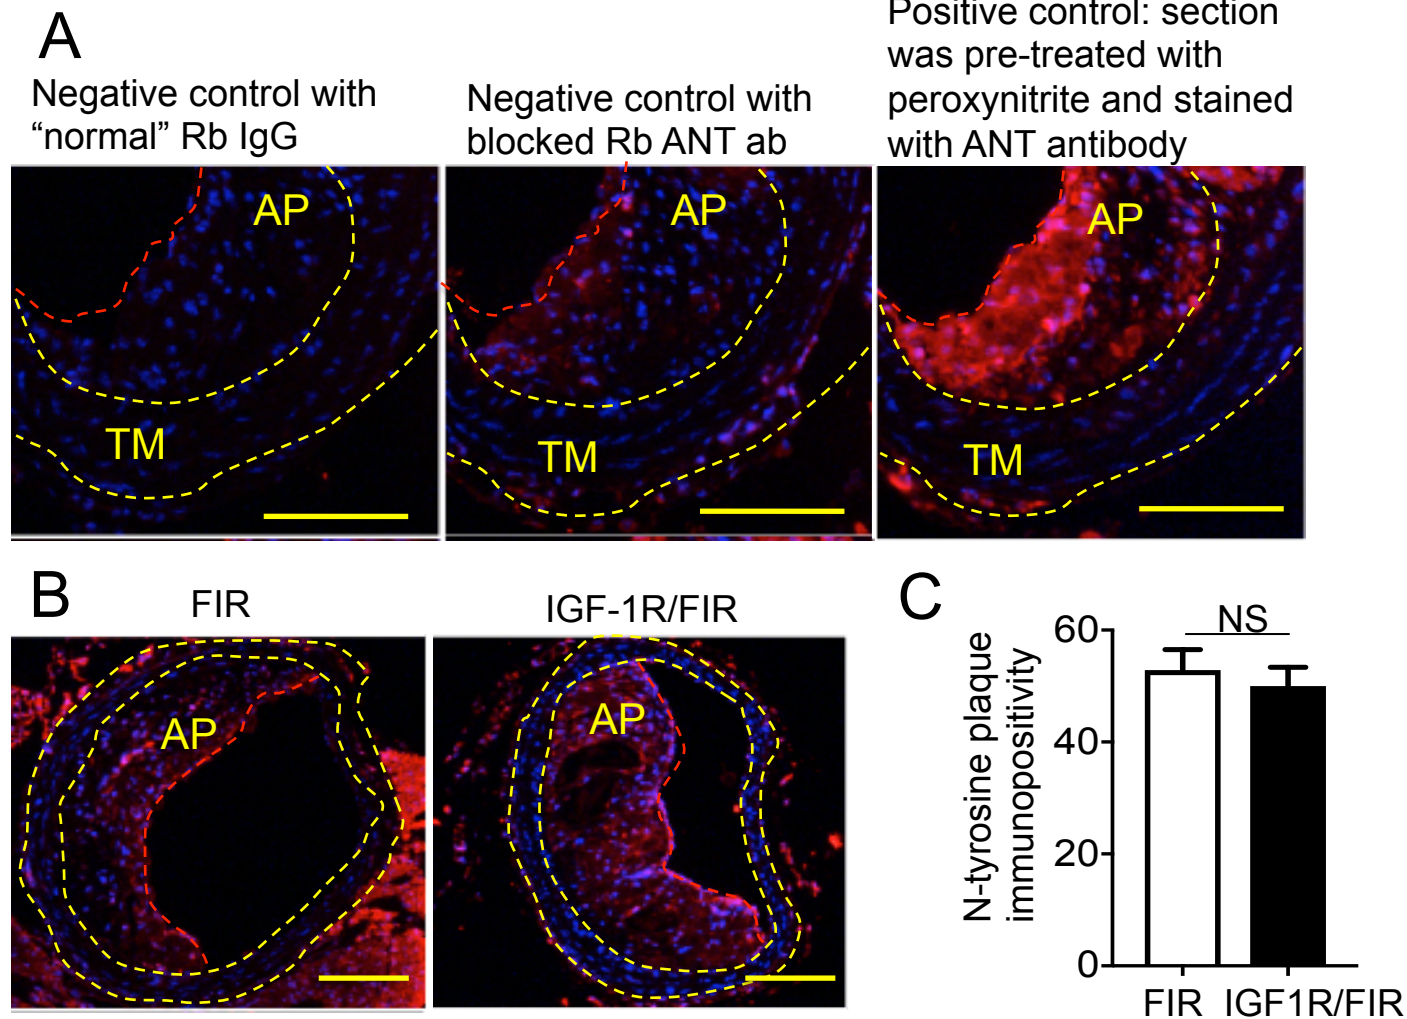 A
Negative control with
“normal” Rb IgG
Negative control with
blocked Rb ANT ab
Positive control: section
was pre-treated with
peroxynitrite and stained
with ANT antibody
AP
TM
AP
TM
AP
TM
B
FIR
IGF-1R/FIR
AP
AP
C
N-tyrosine plaque
immunopositivity
60
40
20
0
NS
FIR
IGF1R/FIR